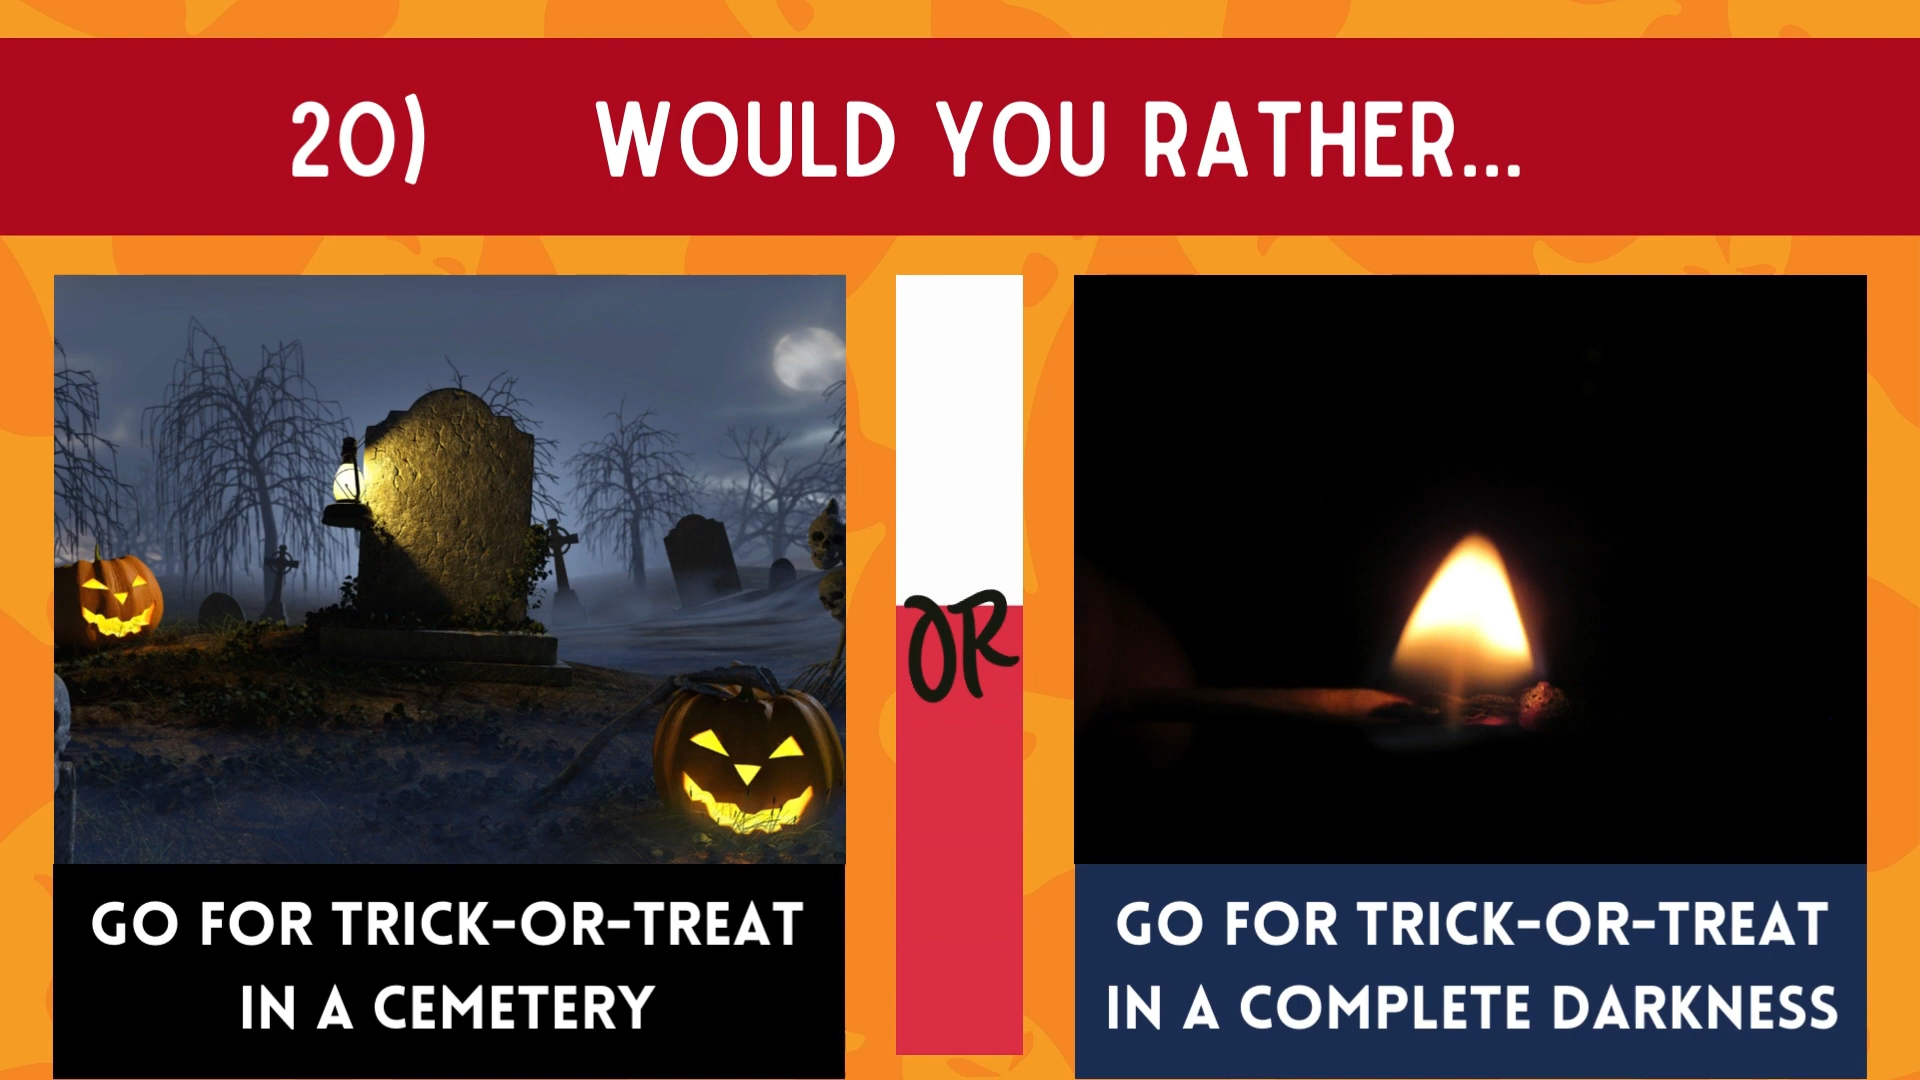 20) WOULD YOU RATHER...
OR
GO FOR TRICK-OR-TREAT
IN A CEMETERY
GO FOR TRICK-OR-TREAT
IN A COMPLETE DARKNESS